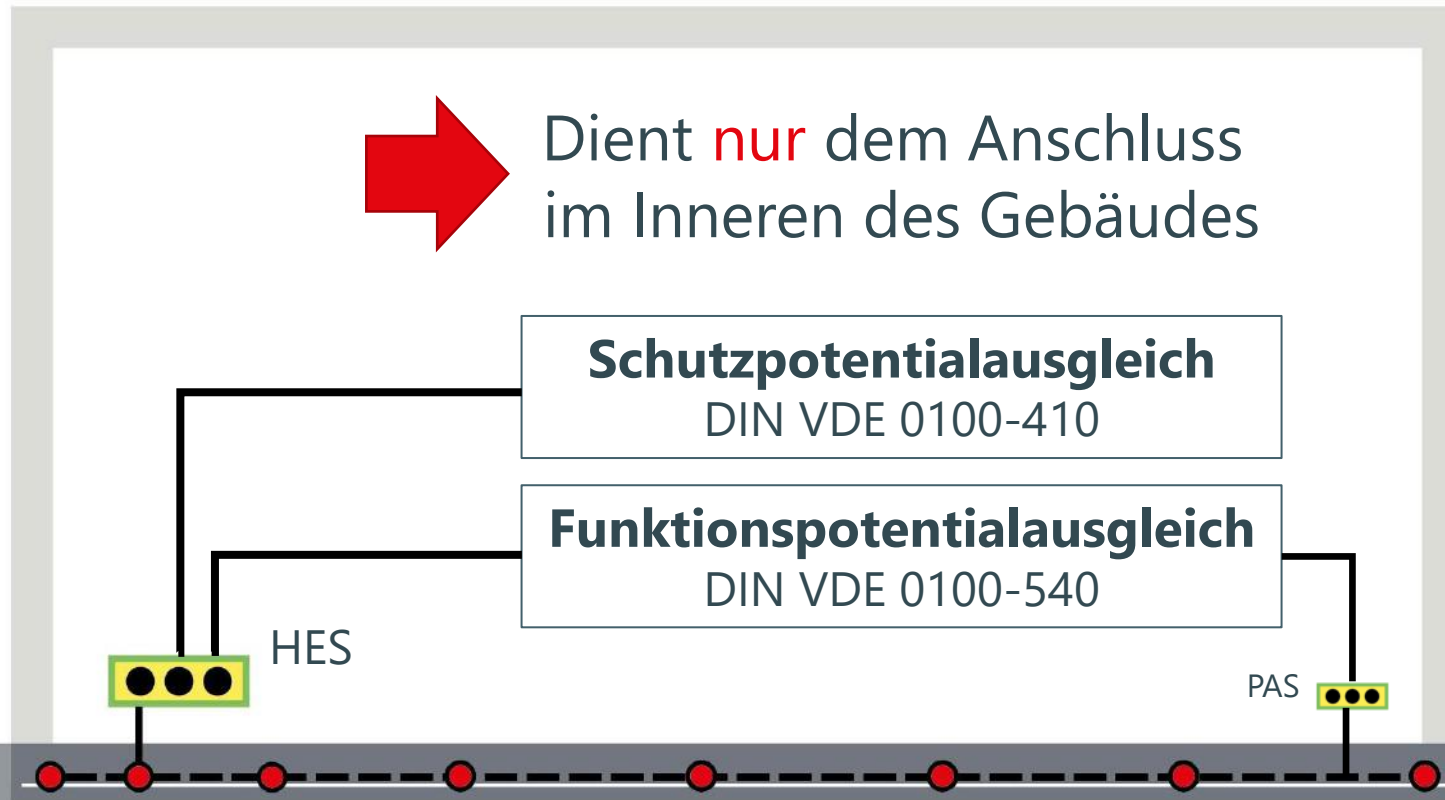 Dient nur dem Anschluss
im Inneren des Gebäudes
Schutzpotentialausgleich
DIN VDE 0100-410
Funktionspotentialausgleich
DIN VDE 0100-540
HES
PAS